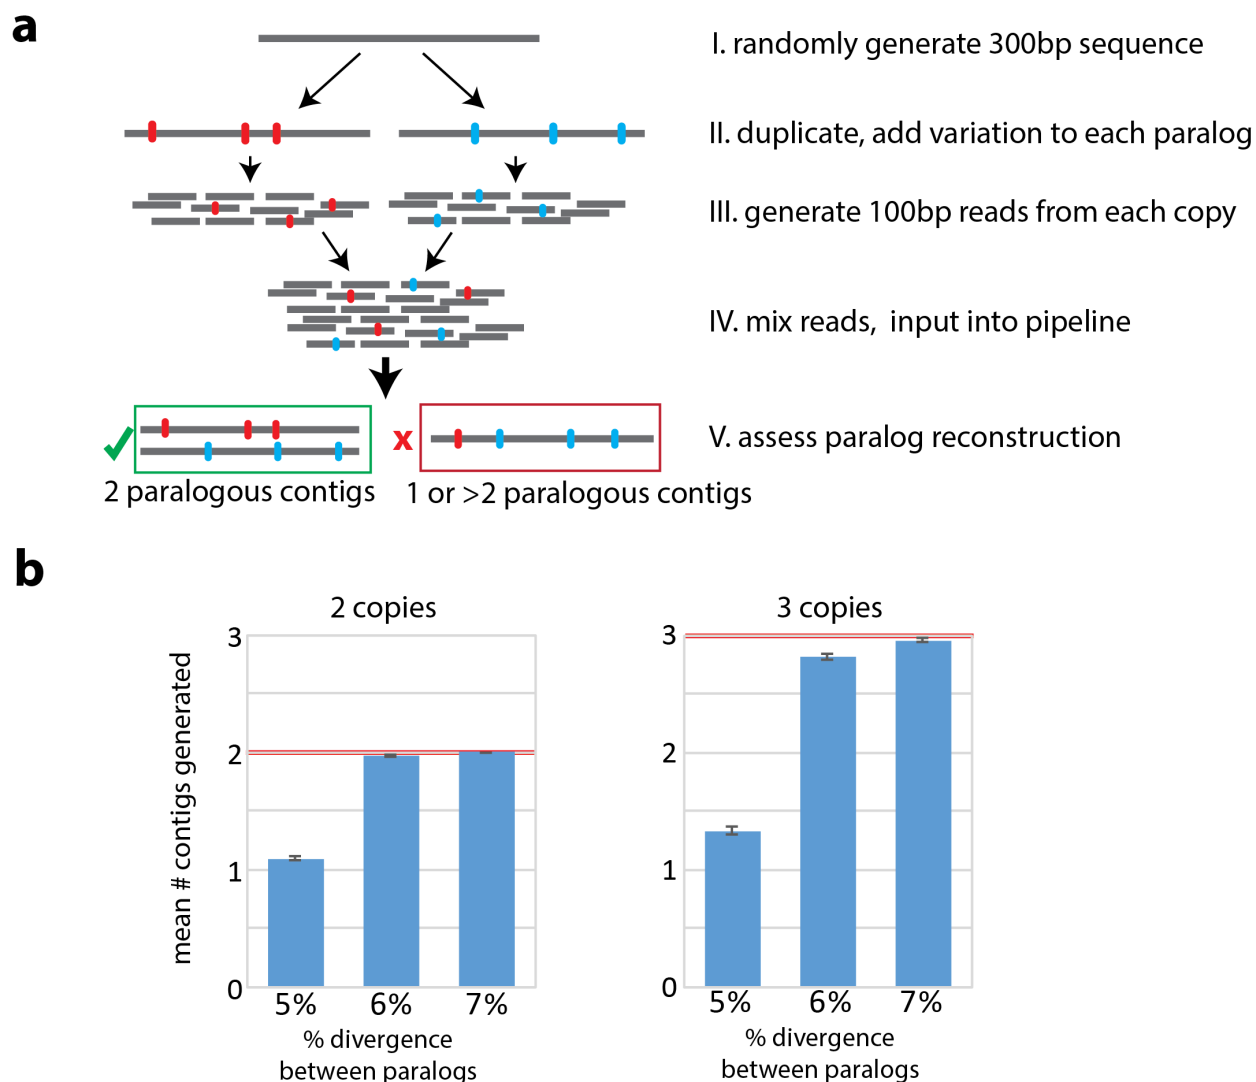 a
I. randomly generate 300bp sequence
II. duplicate, add variation to each paralog
III. generate 100bp reads from each copy
IV. mix reads, input into pipeline
x
V. assess paralog reconstruction
2 paralogous contigs
1 or >2 paralogous contigs
b
2 copies
mean # contigs generated
3
2
1
0
5% 6% 7%
% divergence
between paralogs
3 copies
3
2
1
0
5% 6% 7%
% divergence
between paralogs